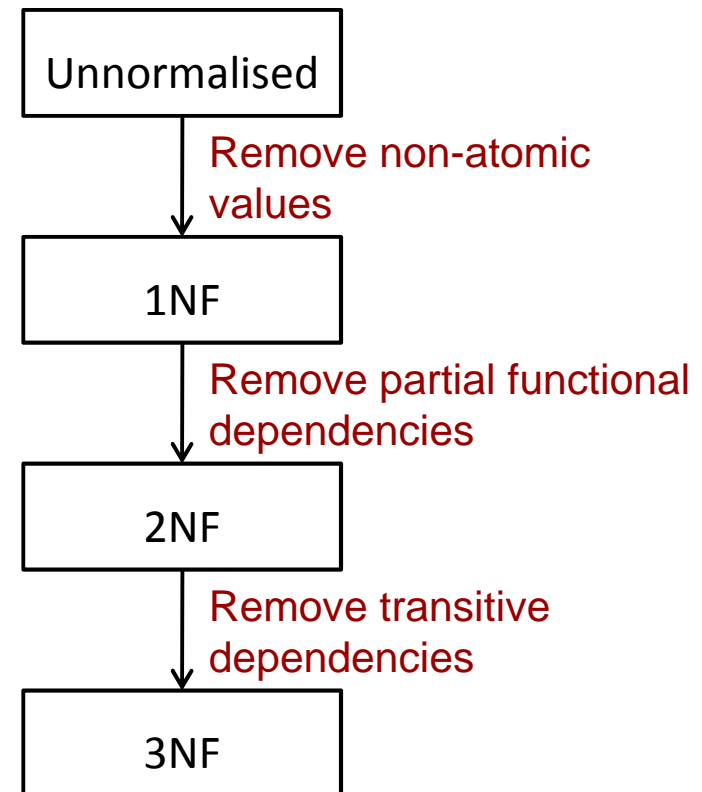 Unnormalised
Remove non-atomic
values
1NF
Remove partial functional
dependencies
2NF
Remove transitive
dependencies
3NF